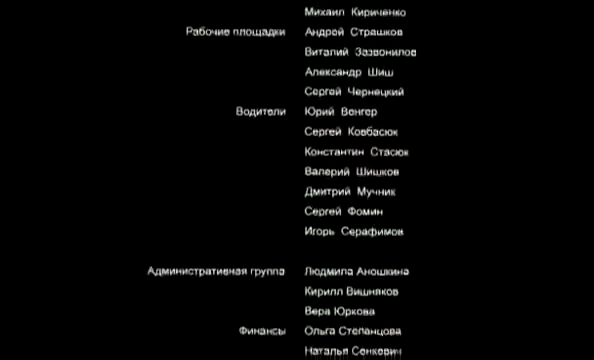 Михаил Кириченко
Рабочие площадки Андрей Страшков
Виталий Зазвонилов
Александр Шиш
Сергей Чернецкий
Водители Юрий Венгер
Сергей Ковбасюк
Константин Стасюк
Валерий Шишков
Дмитрий Мучник
Сергей Фомин
Игорь Серафимов
Административная группа Людмила Аношкина
Кирилл Вишняков
Вера Юркова
Финансы Ольга Степанцова
Наталья Сенкевич